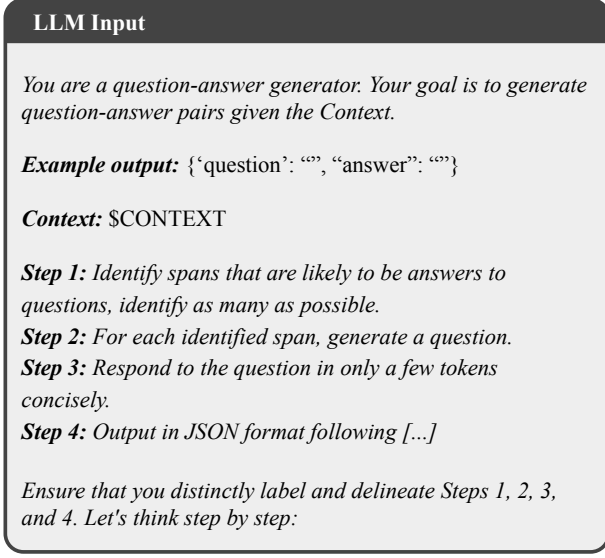 LLM Input
You are a question-answer generator. Your goal is to generate
question-answer pairs given the Context.
Example output: {‘question’: “”, “answer”: “”}
Context: $CONTEXT
Step 1: Identify spans that are likely to be answers to
questions, identify as many as possible.
Step 2: For each identified span, generate a question.
Step 3: Respond to the question in only a few tokens
concisely.
Step 4: Output in JSON format following [...]
Ensure that you distinctly label and delineate Steps 1, 2, 3,
and 4. Let's think step by step: